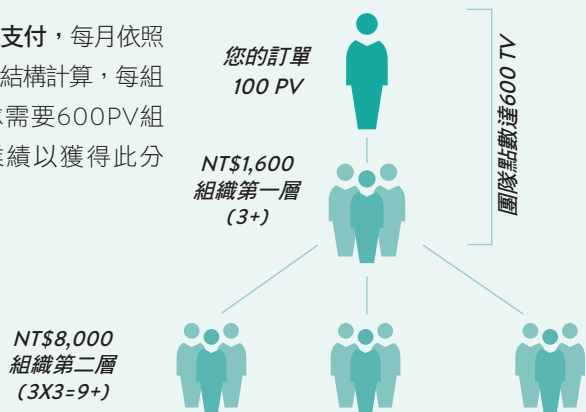 支付，每月依照
結構計算，每組
需要600PV組
業績以獲得此分
您的訂單
100 PV
團隊點數達600 TV
NT$1,600
組織第一層
(3+)
NT$8,000
組織第二層
(3X3=9+)